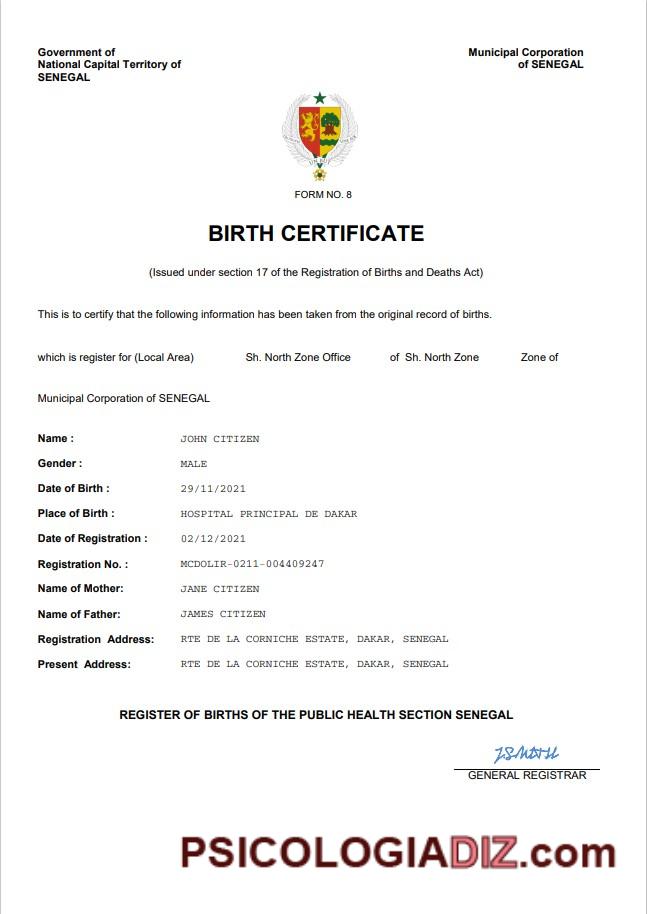 Government of
National Capital Territory of
SENEGAL
Municipal Corporation
of SENEGAL
FORM NO. 8
BIRTH CERTIFICATE
(Issued under section 17 of the Registration of Births and Deaths Act)
This is to certify that the following information has been taken from the original record of births.
which is register for (Local Area) Sh. North Zone Office of Sh. North Zone Zone of
Municipal Corporation of SENEGAL
Name : JOHN CITIZEN
Gender : MALE
Date of Birth : 29/11/2021
Place of Birth : HOSPITAL PRINCIPAL DE DAKAR
Date of Registration : 02/12/2021
Registration No. : MCDOLIR-0211-004409247
Name of Mother: JANE CITIZEN
Name of Father: JAMES CITIZEN
Registration Address: RTE DE LA CORNICHE ESTATE, DAKAR, SENEGAL
Present Address: RTE DE LA CORNICHE ESTATE, DAKAR, SENEGAL
REGISTER OF BIRTHS OF THE PUBLIC HEALTH SECTION SENEGAL
GENERAL REGISTRAR
PSICOLOGIADIZ.com